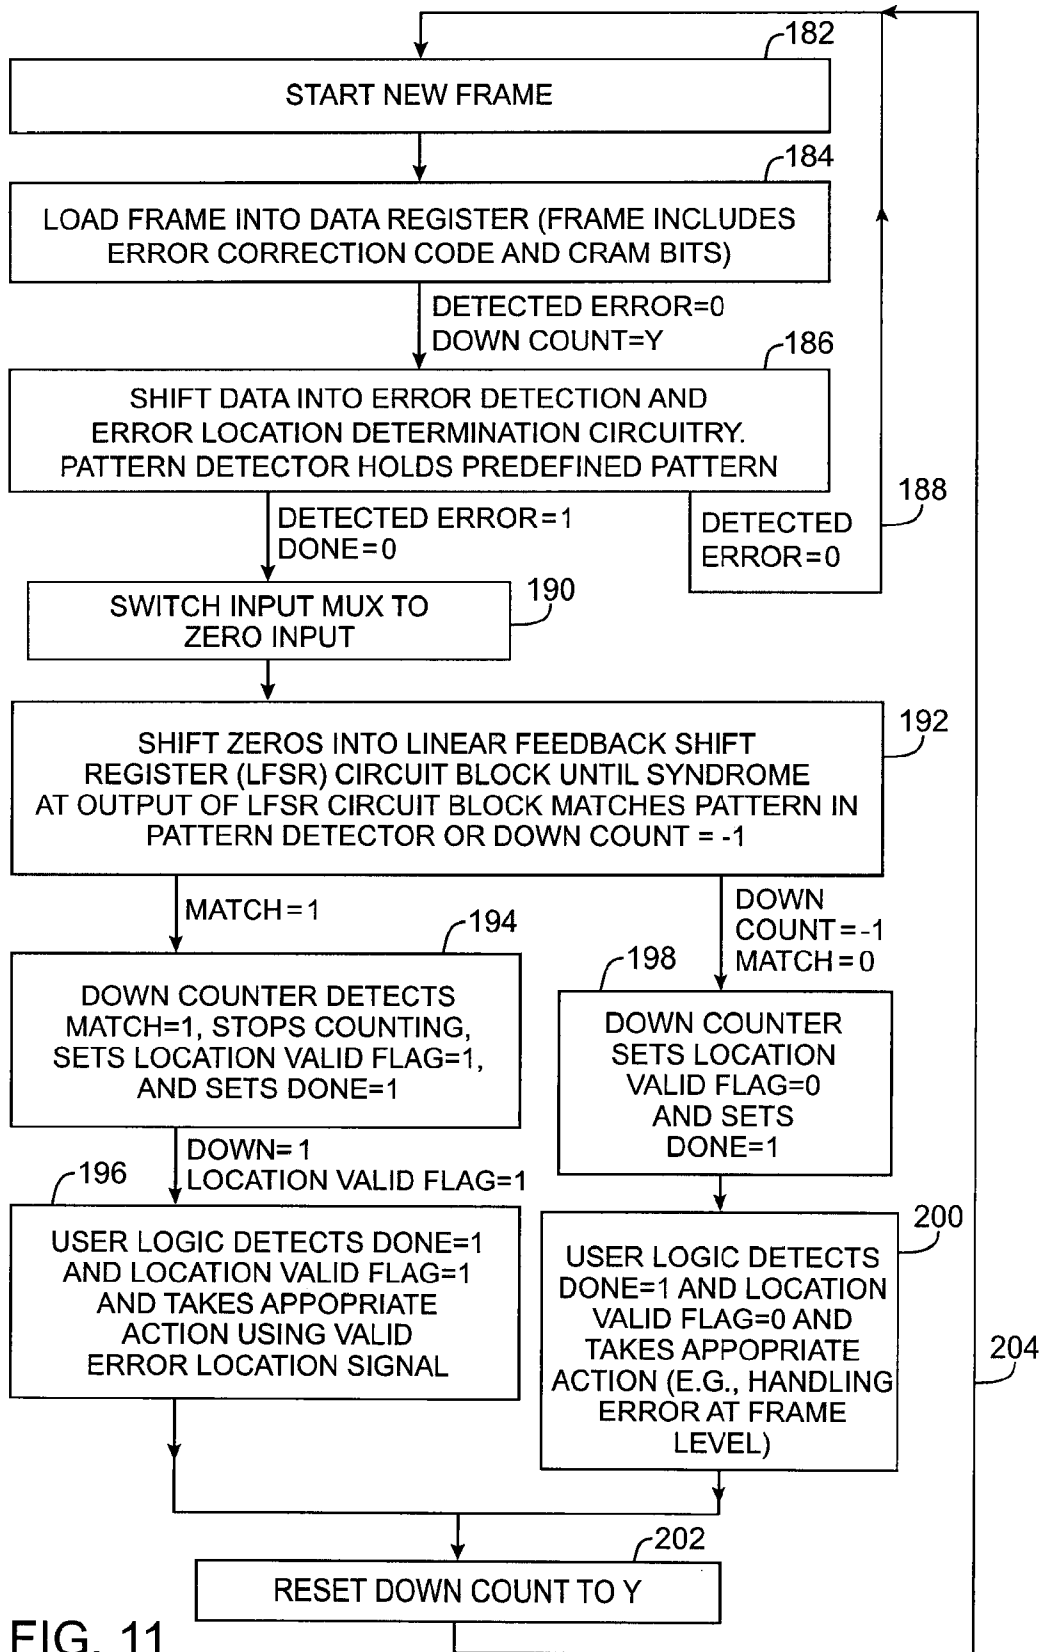 182
START NEW FRAME
184
LOAD FRAME INTO DATA REGISTER (FRAME INCLUDES
ERROR CORRECTION CODE AND CRAM BITS)
DETECTED ERROR=0
DOWN COUNT=Y
186
SHIFT DATA INTO ERROR DETECTION AND
ERROR LOCATION DETERMINATION CIRCUITRY.
PATTERN DETECTOR HOLDS PREDEFINED PATTERN
188
DETECTED ERROR=1
DONE=0
DETECTED
ERROR=0
190
SWITCH INPUT MUX TO
ZERO INPUT
192
SHIFT ZEROS INTO LINEAR FEEDBACK SHIFT
REGISTER (LFSR) CIRCUIT BLOCK UNTIL SYNDROME
AT OUTPUT OF LFSR CIRCUIT BLOCK MATCHES PATTERN IN
PATTERN DETECTOR OR DOWN COUNT = -1
MATCH=1
DOWN
COUNT=-1
MATCH=0
194
DOWN COUNTER DETECTS
MATCH=1, STOPS COUNTING,
SETS LOCATION VALID FLAG=1,
AND SETS DONE=1
198
DOWN COUNTER
SETS LOCATION
VALID FLAG=0
AND SETS
DONE=1
DOWN=1
LOCATION VALID FLAG=1
196
USER LOGIC DETECTS DONE=1
AND LOCATION VALID FLAG=1
AND TAKES APPOPRIATE
ACTION USING VALID
ERROR LOCATION SIGNAL
200
USER LOGIC DETECTS
DONE=1 AND LOCATION
VALID FLAG=0 AND
TAKES APPOPRIATE
ACTION (E.G., HANDLING
ERROR AT FRAME
LEVEL)
204
202
RESET DOWN COUNT TO Y
FIG. 11